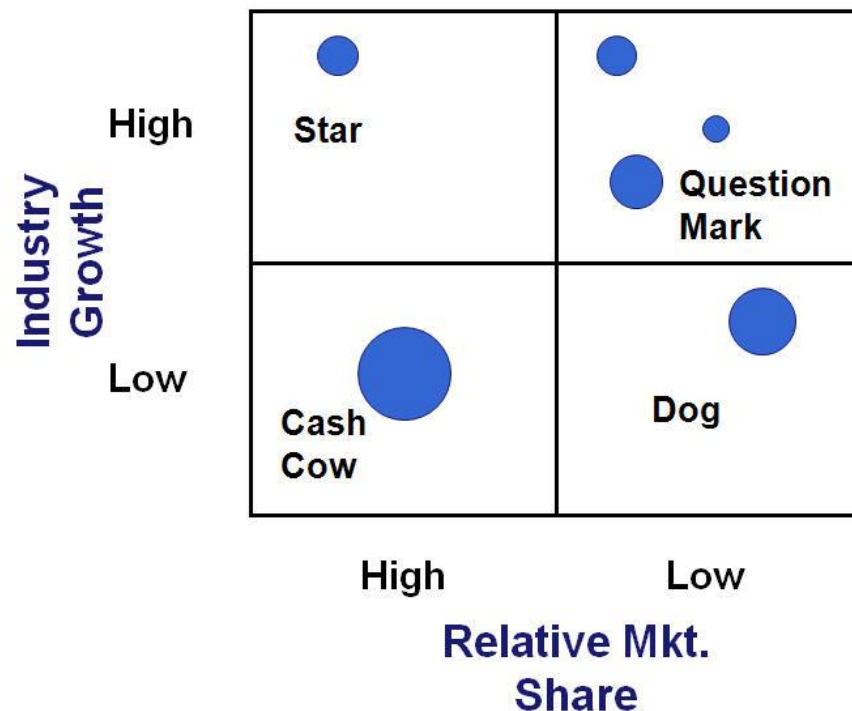 High
Star
Question
Mark
Industry
Growth
Low
Cash
Cow
Dog
High
Low
Relative Mkt.
Share